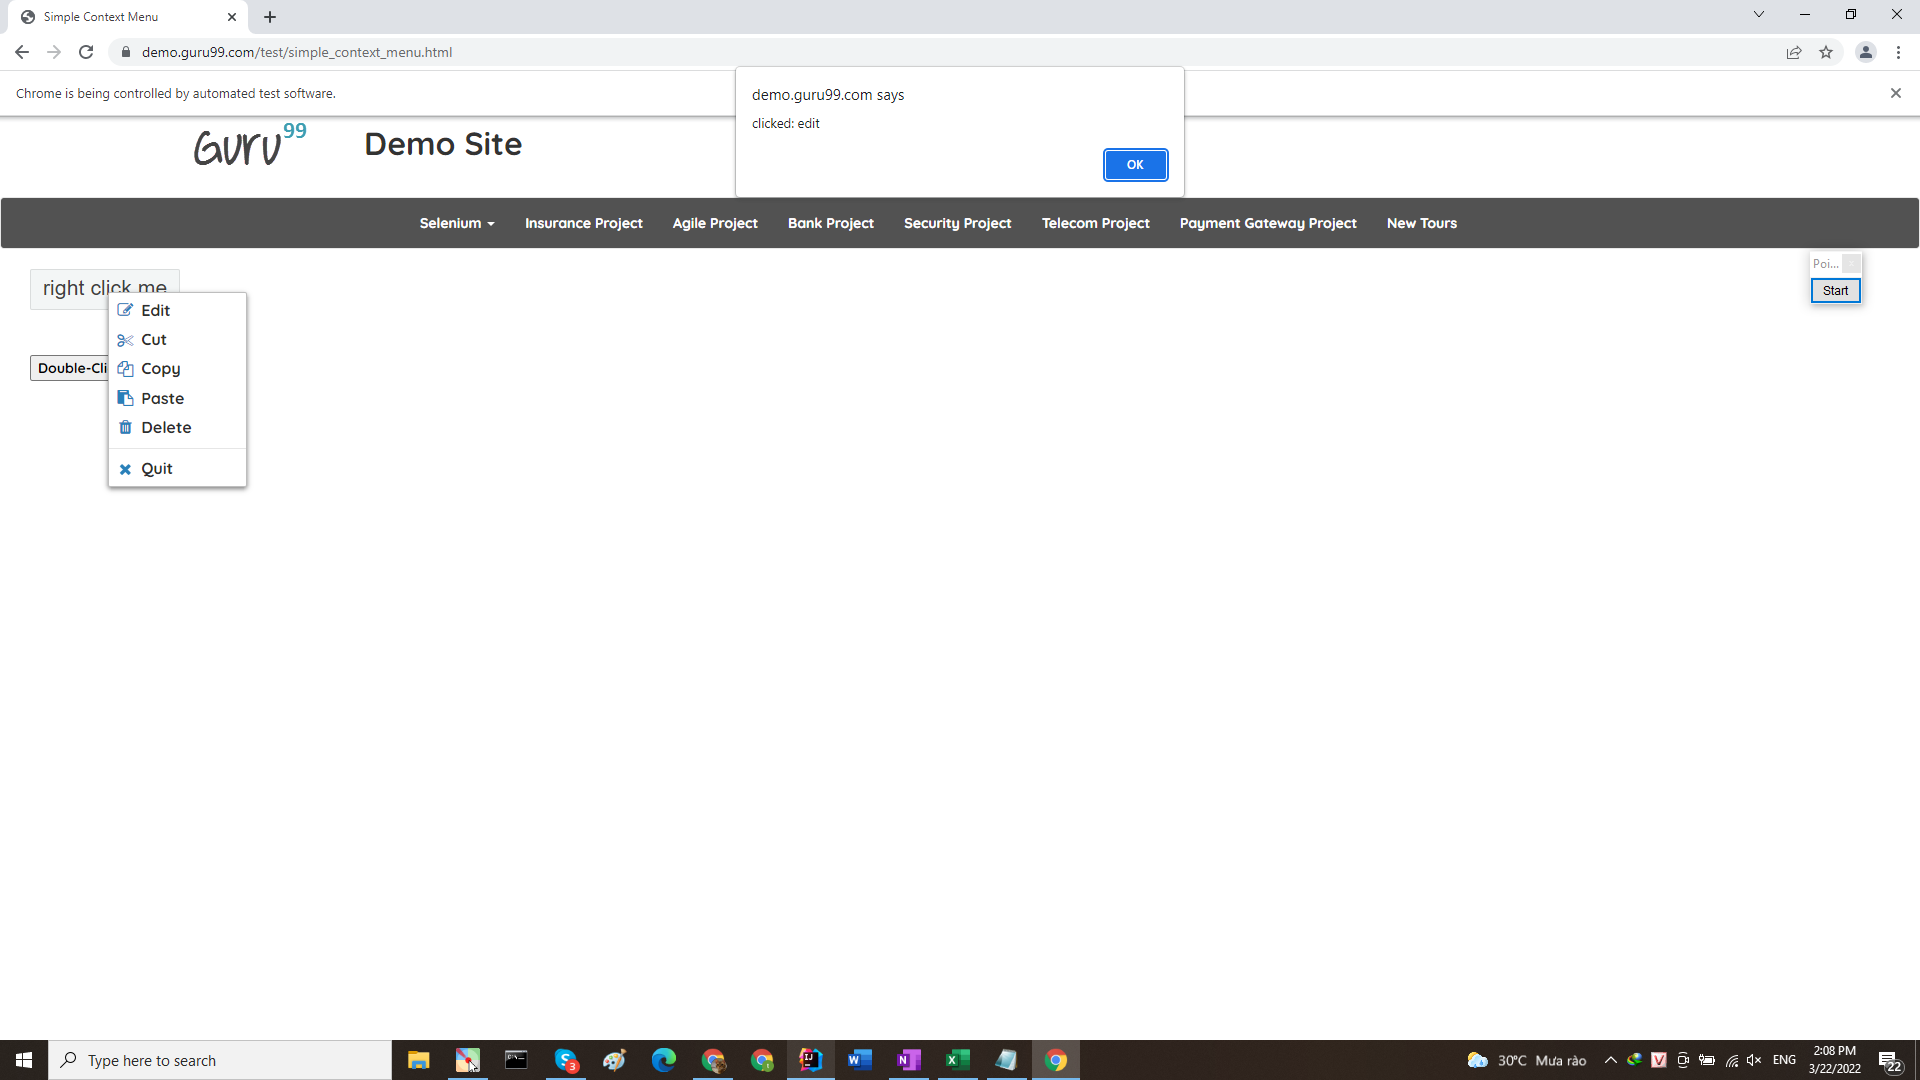 Simple Context Menu
demo.guru99.com/test/simple_context_menu.html
Chrome is being controlled by automated test software.
demo.guru99.com says
clicked: edit
OK
Guru99
Demo Site
Selenium Insurance Project Agile Project Bank Project Security Project Telecom Project Payment Gateway Project New Tours
Poi...
Start
right click me
Edit
Cut
Copy
Paste
Delete
Quit
Double-Cli
Type here to search
3
30°C Mưa rào
ENG
2:08 PM
3/22/2022
22